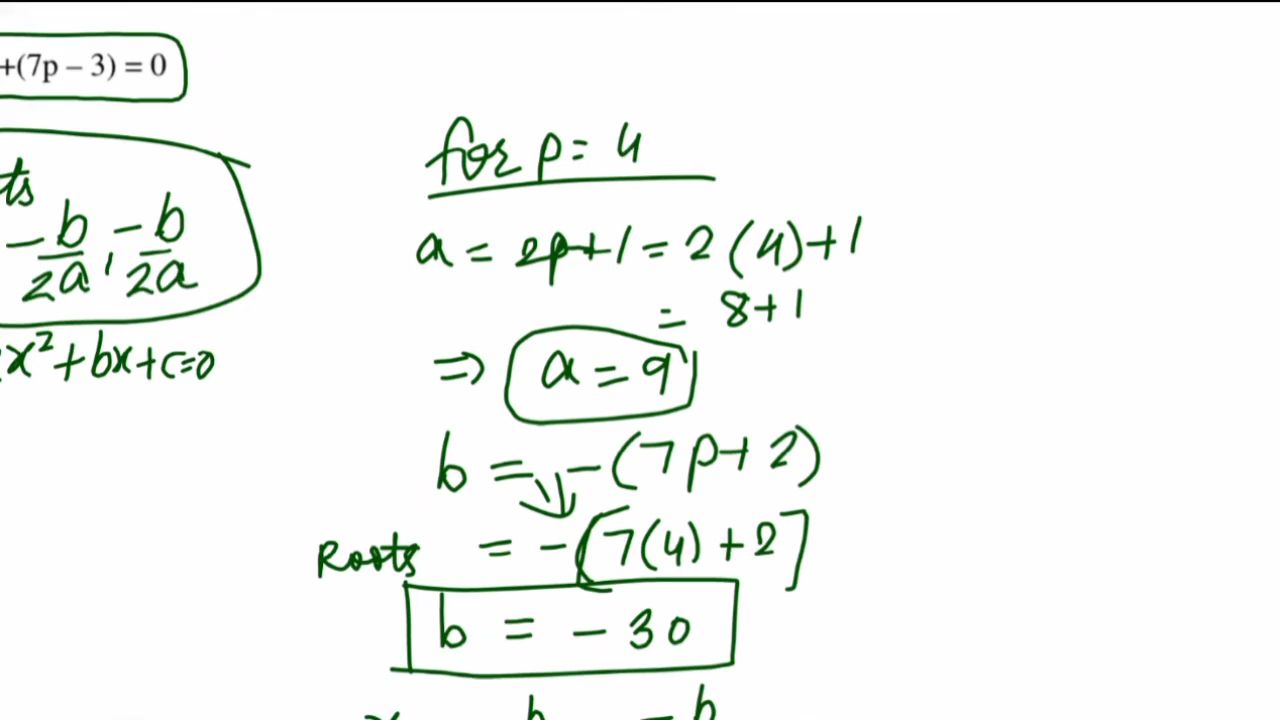 +(7p – 3) = 0
for p = 4
ts
-b/2a, -b/2a
a = 2p+1 = 2(4)+1
= 8+1
x²+bx+c=0
⇒ a = 9
b = -(7p+2)
Roots = -[7(4)+2]
b = -30
b - b